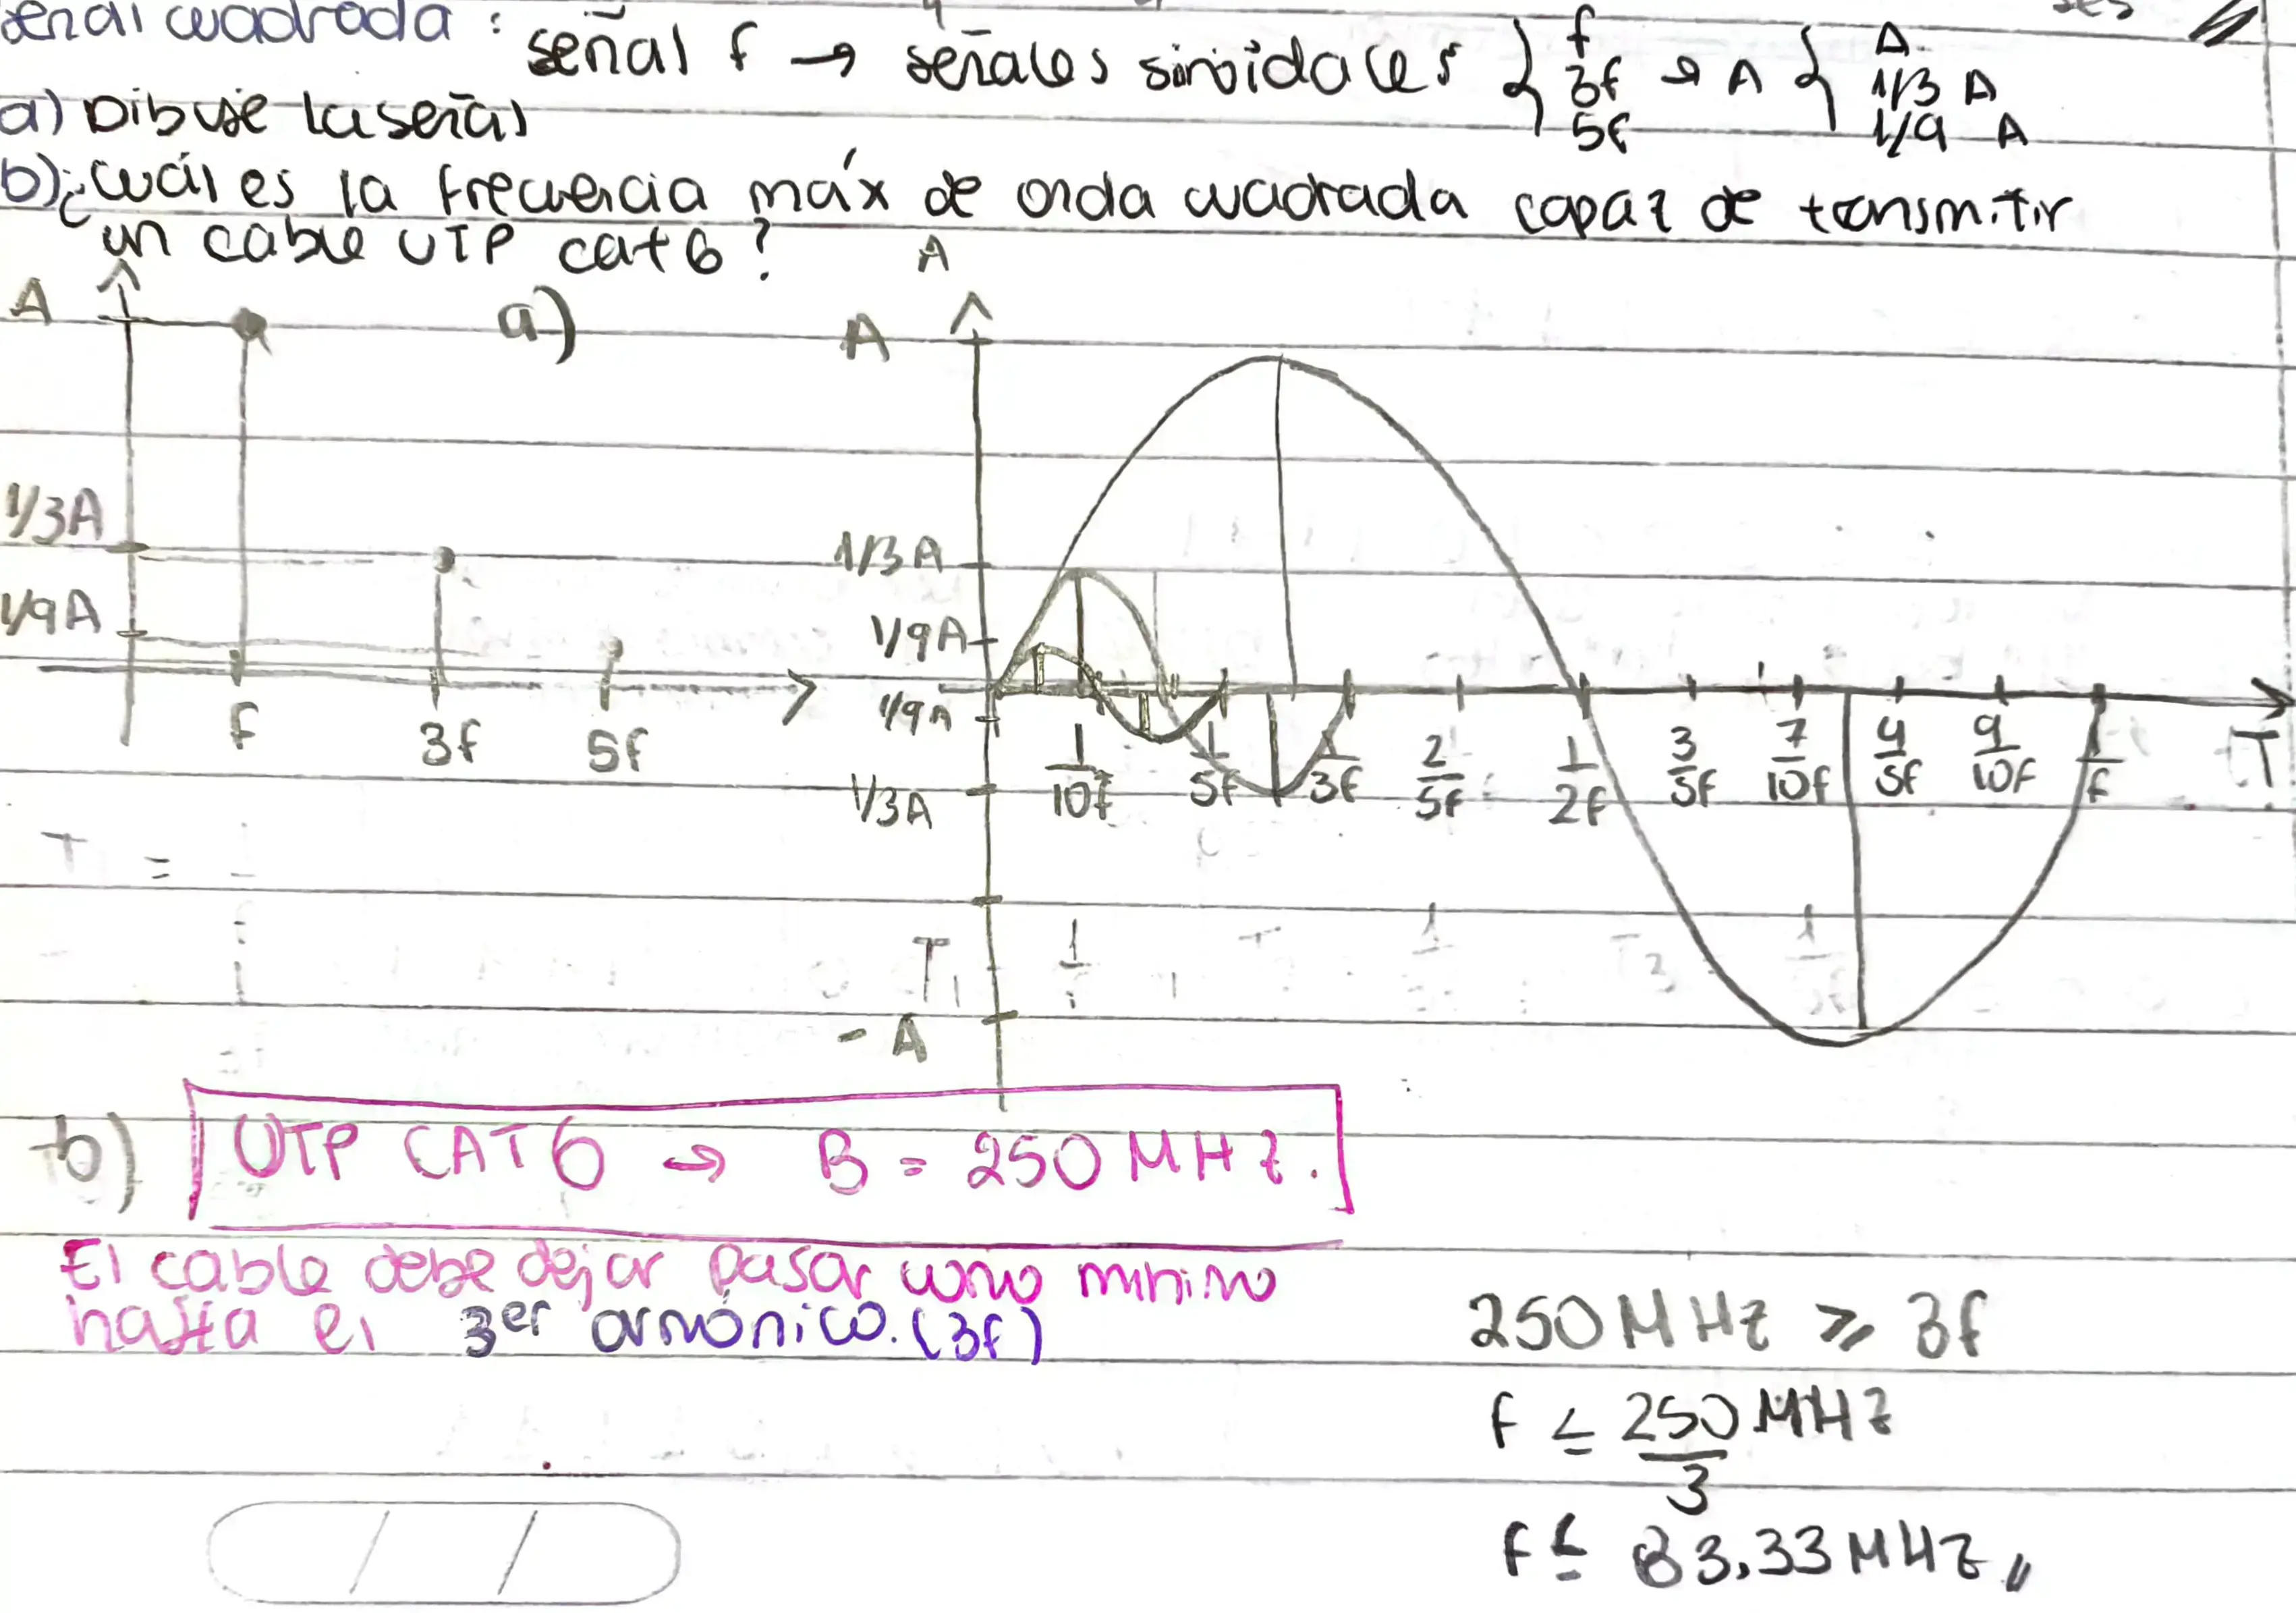 señal cuadrada: señal f → señales sinoidales { f 3f 5f → A { A 1/3 A 1/9 A
a) Dibuje la señal
b) ¿cuál es la frecuencia máx de onda cuadrada capaz de transmitir
un cable UTP cat 6?
a)
A
1/3A
1/9A
f 3f 5f
A
A
1/3A
1/9A
1/9A
1/3A
- A
1/10f 1/5f 1/3f 2/5f 1/2f 3/5f 7/10f 4/5f 9/10f 1/f T
b) UTP CAT 6 → B = 250 MHz.
El cable debe dejar pasar como mínimo
hasta el 3er armónico. (3f)
250 MHz ≥ 3f
f ≤ 250 MHz / 3
f ≤ 83.33 MHz //